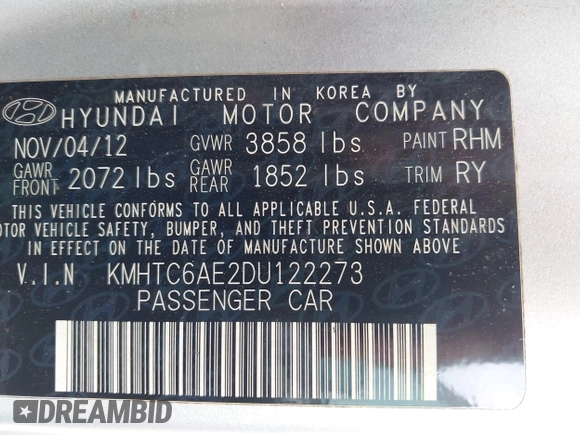 MANUFACTURED IN KOREA BY
HYUNDAI MOTOR COMPANY
NOV/04/12 GVWR 3858 lbs PAINT RHM
GAWR FRONT 2072 lbs GAWR REAR 1852 lbs TRIM RY
THIS VEHICLE CONFORMS TO ALL APPLICABLE U.S.A. FEDERAL
MOTOR VEHICLE SAFETY, BUMPER, AND THEFT PREVENTION STANDARDS
IN EFFECT ON THE DATE OF MANUFACTURE SHOWN ABOVE.
V.I.N KMHTC6AE2DU122273
PASSENGER CAR
DREAMBID